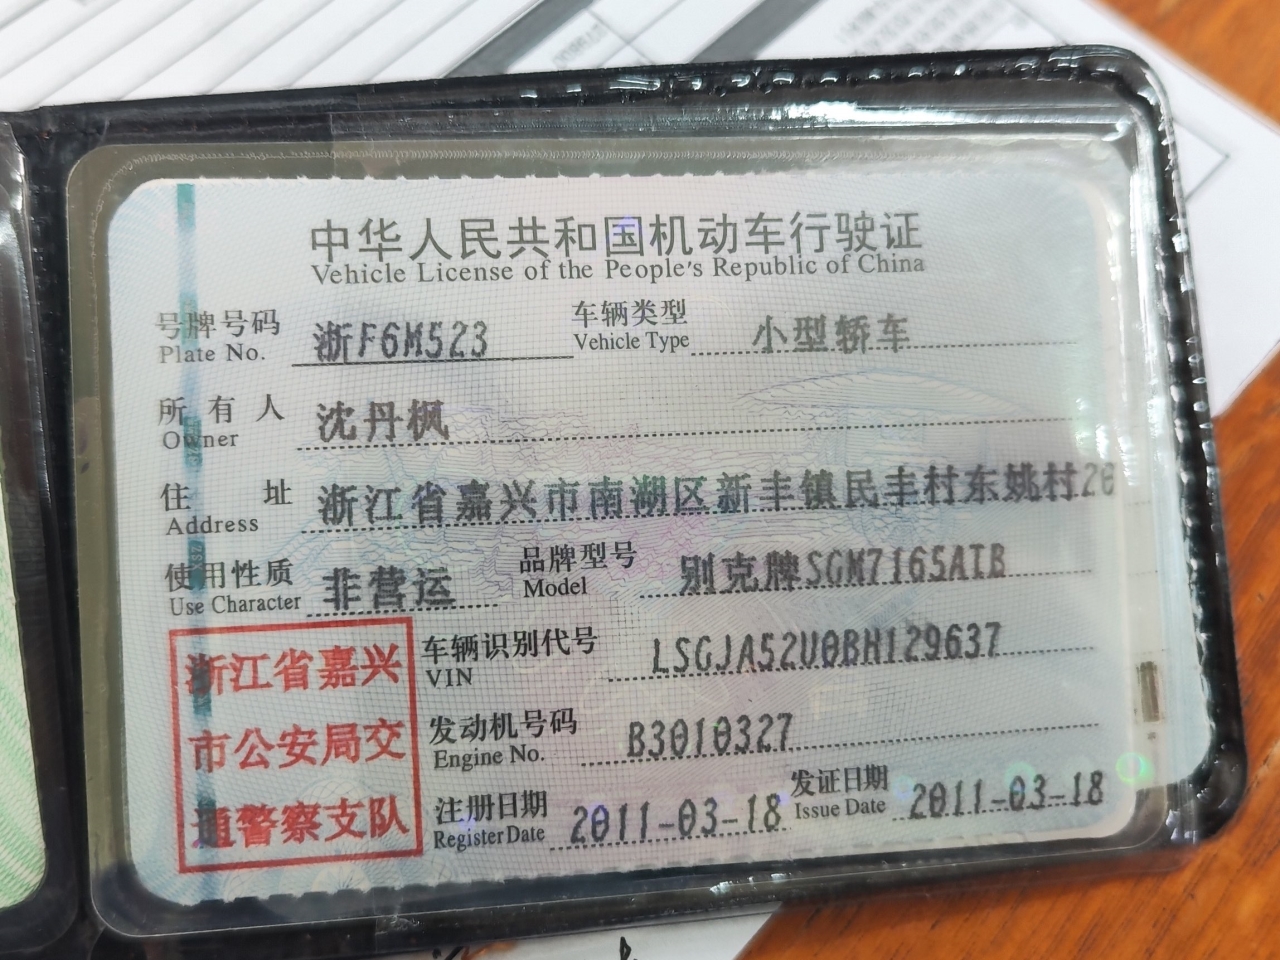 中华人民共和国机动车行驶证
Vehicle License of the People's Republic of China
号牌号码 浙F6M523 车辆类型 小型轿车
Plate No. Vehicle Type
所有人 沈丹枫
Owner
住址 浙江省嘉兴市南湖区新丰镇民丰村东姚村20
Address
使用性质 非营运 品牌型号 别克牌SGM7165ATB
Use Character Model
浙江省嘉兴
市公安局交
通警察支队
车辆识别代号 LSGJA52U0BH129637
VIN
发动机号码 B3010327
Engine No.
注册日期 2011-03-18 发证日期 2011-03-18
Register Date Issue Date